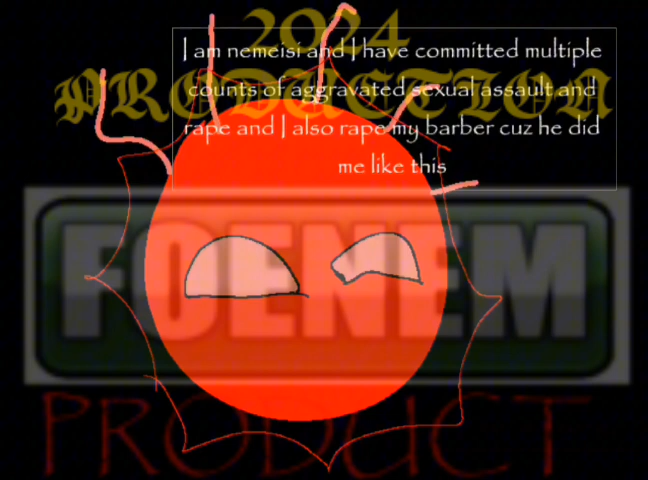 2024
PRODUCTION
I am nemeisi and I have committed multiple
counts of aggravated sexual assault and
rape and I also rape my barber cuz he did
me like this
FOENEM
PRODUCT